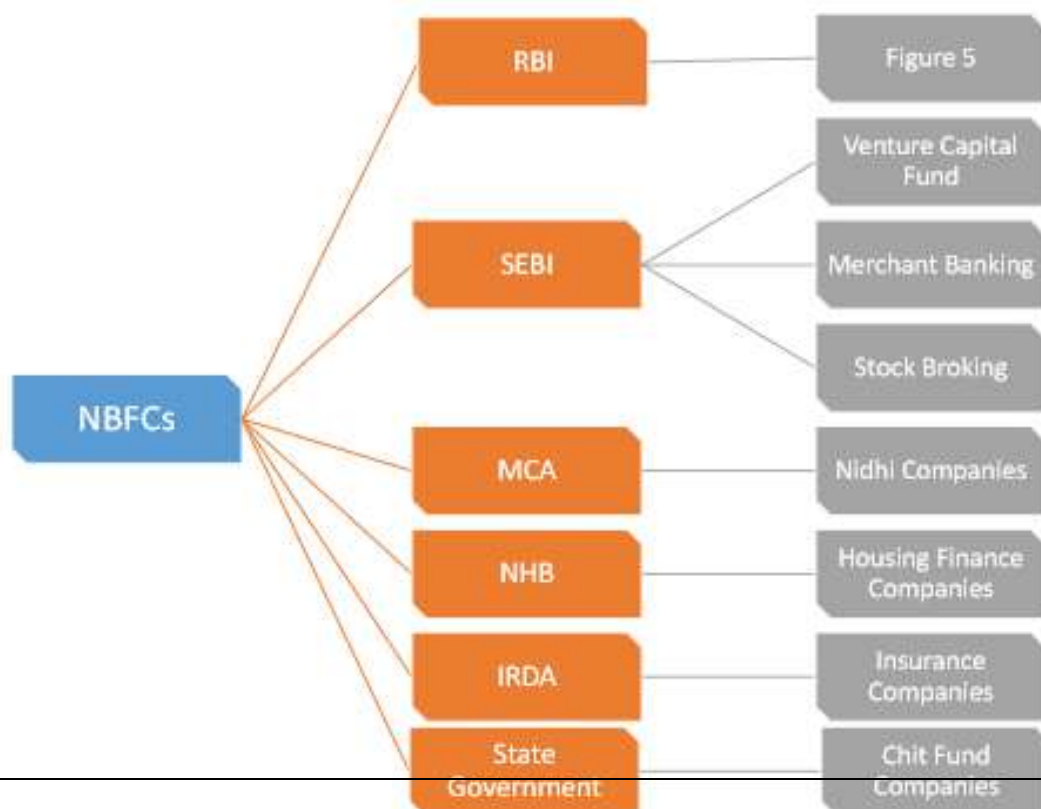 RBI
Figure 5
Venture Capital
Fund
SEBI
Merchant Banking
Stock Broking
NBFCs
MCA
Nidhi Companies
NHB
Housing Finance
Companies
IRDA
Insurance
Companies
State
Government
Chit Fund
Companies